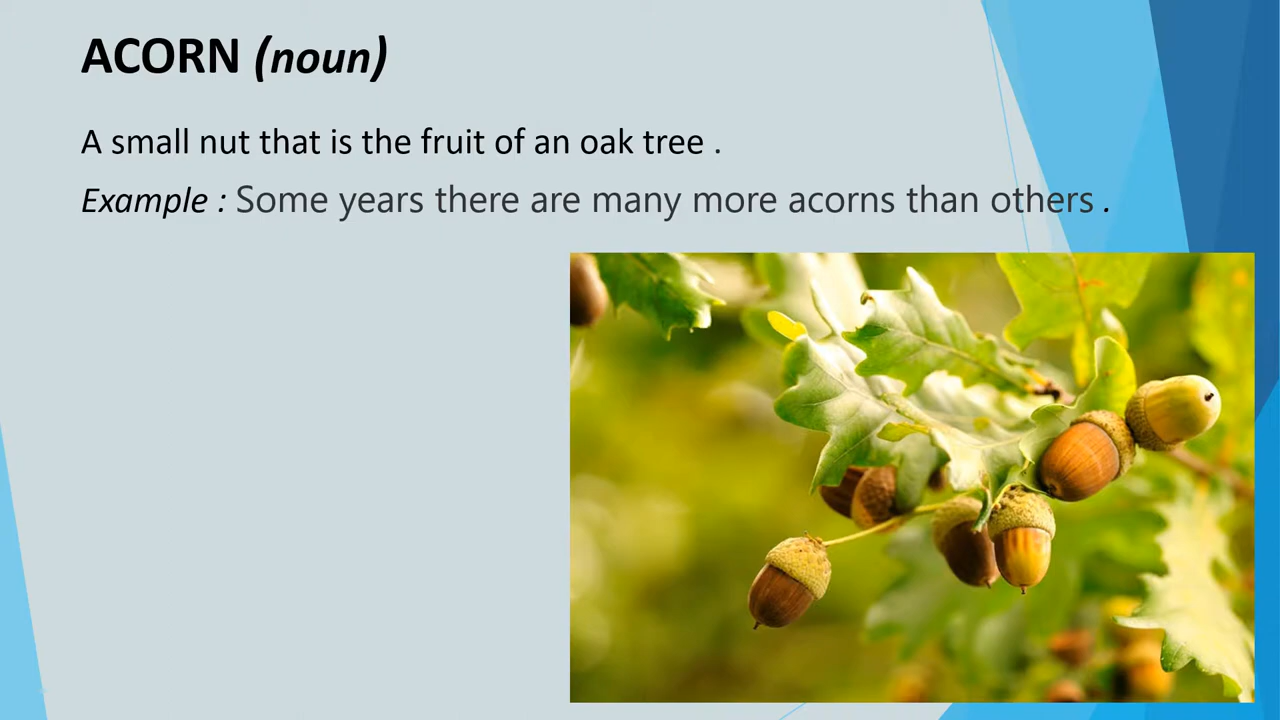 ACORN (noun)
A small nut that is the fruit of an oak tree .
Example : Some years there are many more acorns than others .